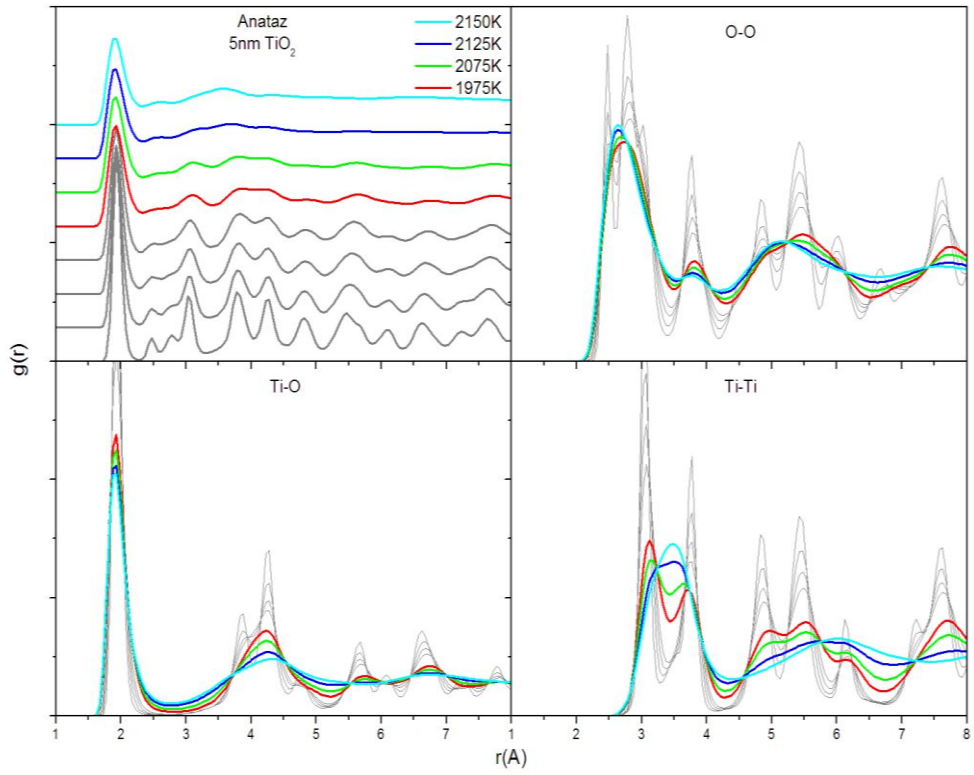 Anataz
5nm TiO₂
2150K
2125K
2075K
1975K
O-O
g(r)
Ti-O
Ti-Ti
1 2 3 4 5 6 7 8
2 3 4 5 6 7 8
r(A)